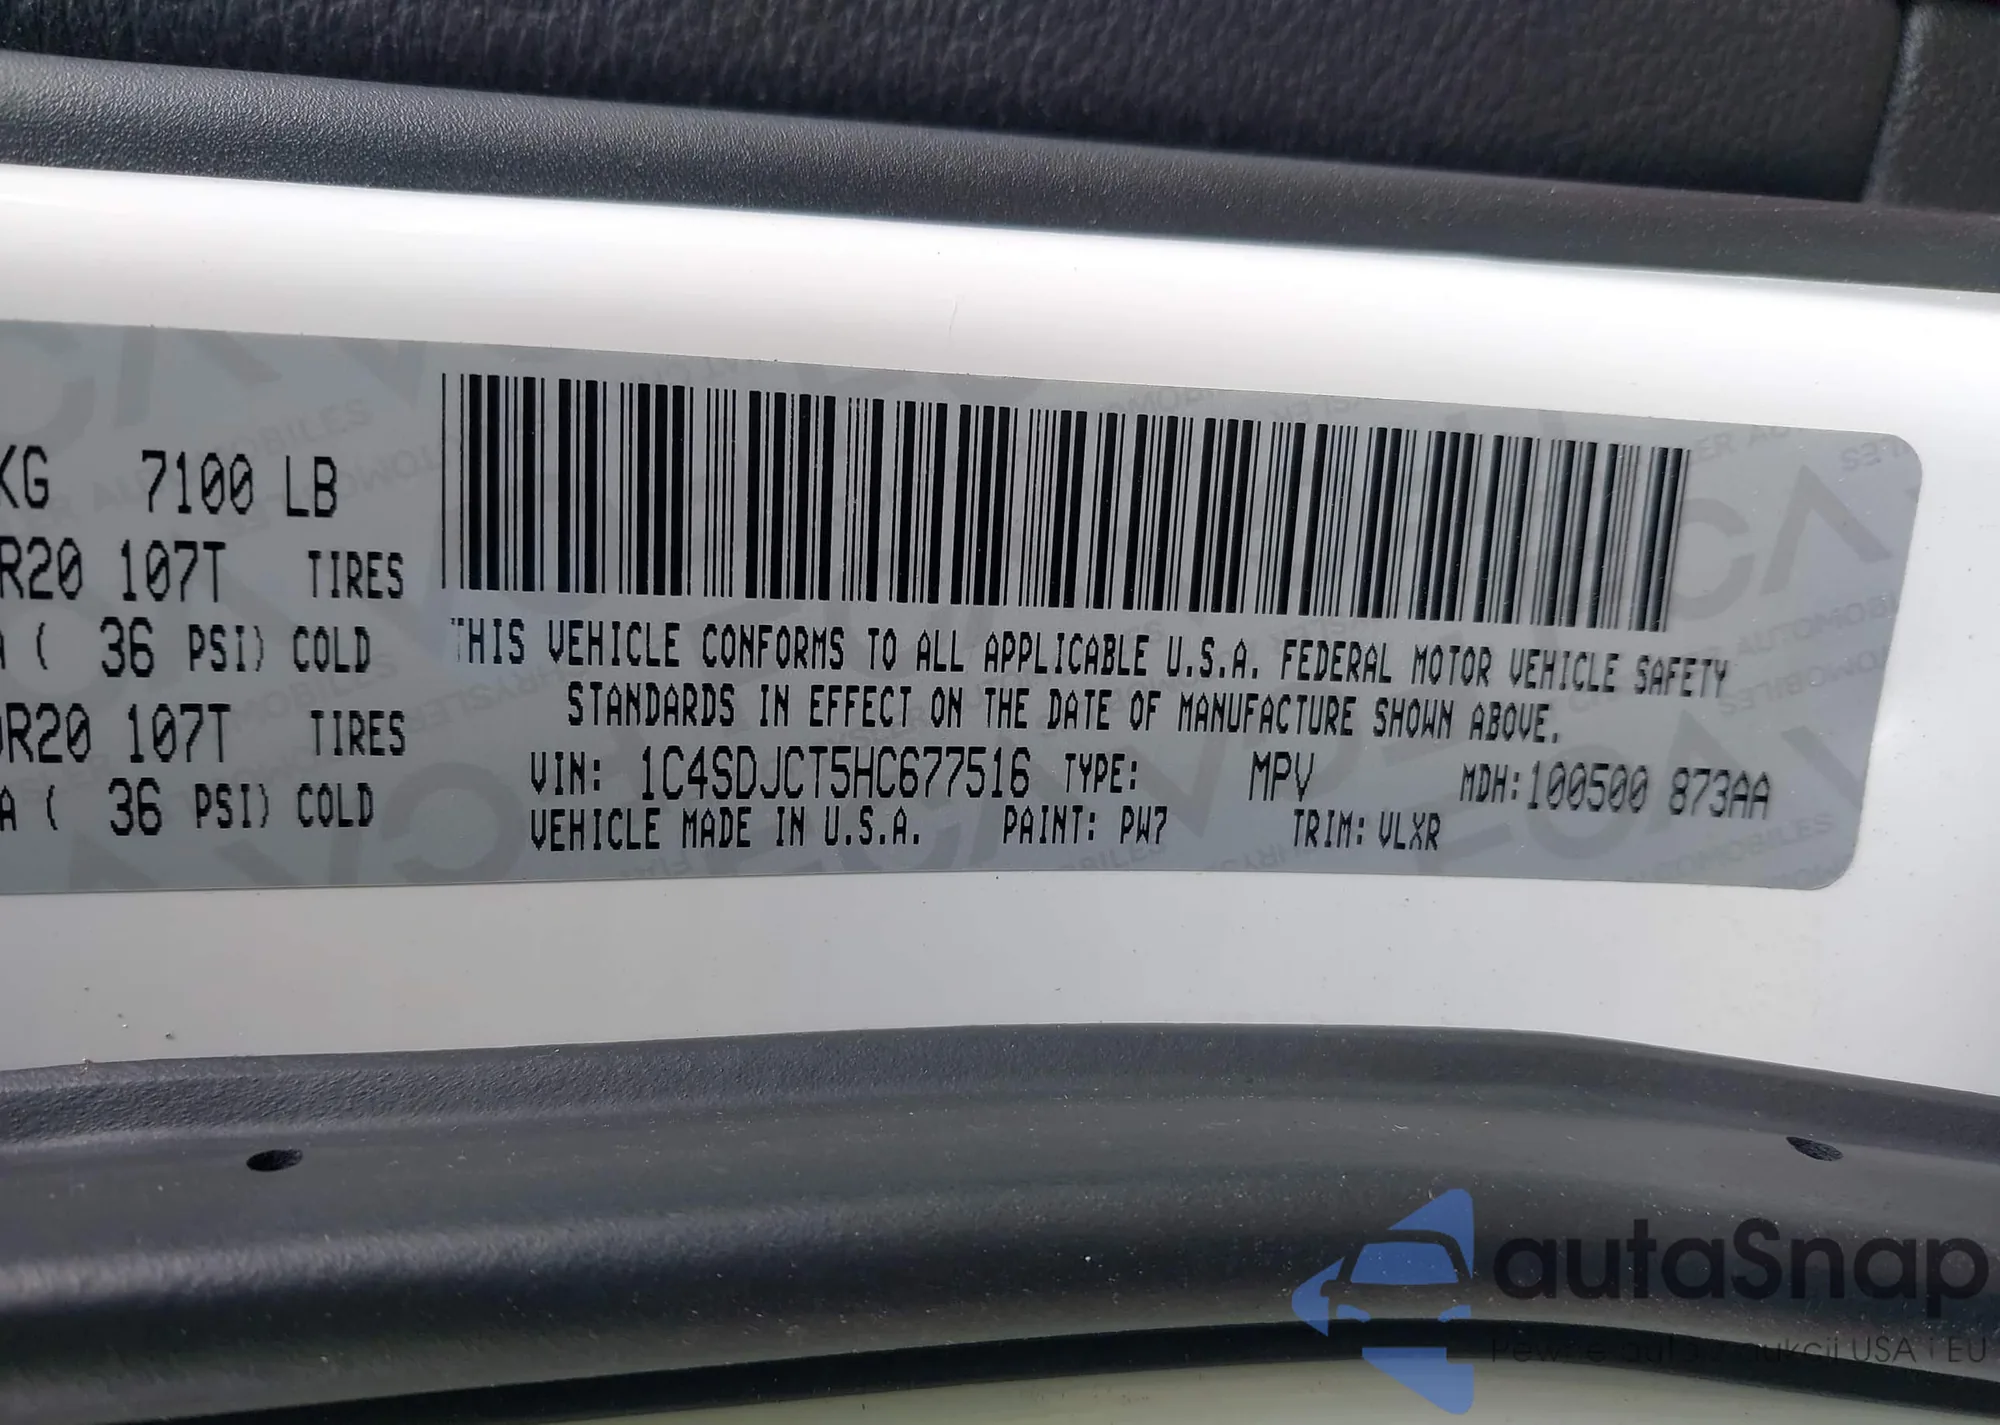 KG 7100 LB
R20 107T TIRES
A ( 36 PSI) COLD
R20 107T TIRES
A ( 36 PSI) COLD
THIS VEHICLE CONFORMS TO ALL APPLICABLE U.S.A. FEDERAL MOTOR VEHICLE SAFETY
STANDARDS IN EFFECT ON THE DATE OF MANUFACTURE SHOWN ABOVE.
VIN: 1C4SDJCT5HC677516 TYPE: MPV MDH:100500 873AA
VEHICLE MADE IN U.S.A. PAINT: PW7 TRIM: VLXR
autaSnap
USA i EU